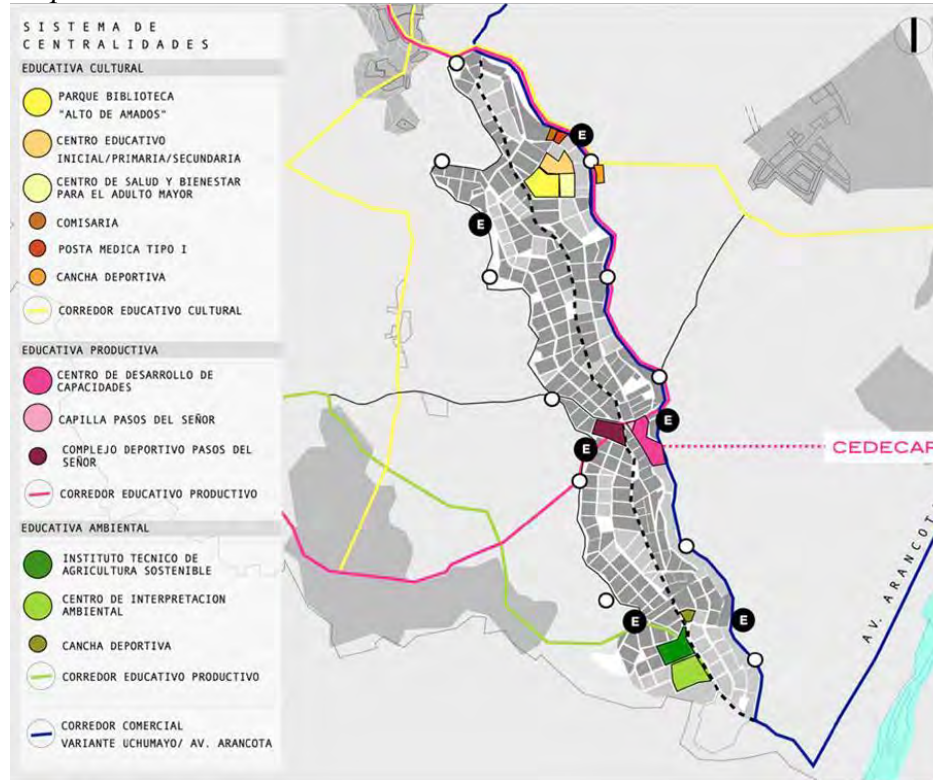 SISTEMA DE
CENTRALIDADES
EDUCATIVA CULTURAL
PARQUE BIBLIOTECA
"ALTO DE AMADOS"
CENTRO EDUCATIVO
INICIAL/PRIMARIA/SECUNDARIA
CENTRO DE SALUD Y BIENESTAR
PARA EL ADULTO MAYOR
COMISARIA
POSTA MEDICA TIPO I
CANCHA DEPORTIVA
CORREDOR EDUCATIVO CULTURAL
EDUCATIVA PRODUCTIVA
CENTRO DE DESARROLLO DE
CAPACIDADES
CAPILLA PASOS DEL SEÑOR
COMPLEJO DEPORTIVO PASOS DEL
SEÑOR
CORREDOR EDUCATIVO PRODUCTIVO
EDUCATIVA AMBIENTAL
INSTITUTO TECNICO DE
AGRICULTURA SOSTENIBLE
CENTRO DE INTERPRETACION
AMBIENTAL
CANCHA DEPORTIVA
CORREDOR EDUCATIVO PRODUCTIVO
CORREDOR COMERCIAL
VARIANTE UCHUMAYO/ AV. ARANCOTA
E
E
E
E
E
E
CEDECAP
AV. ARANCOT